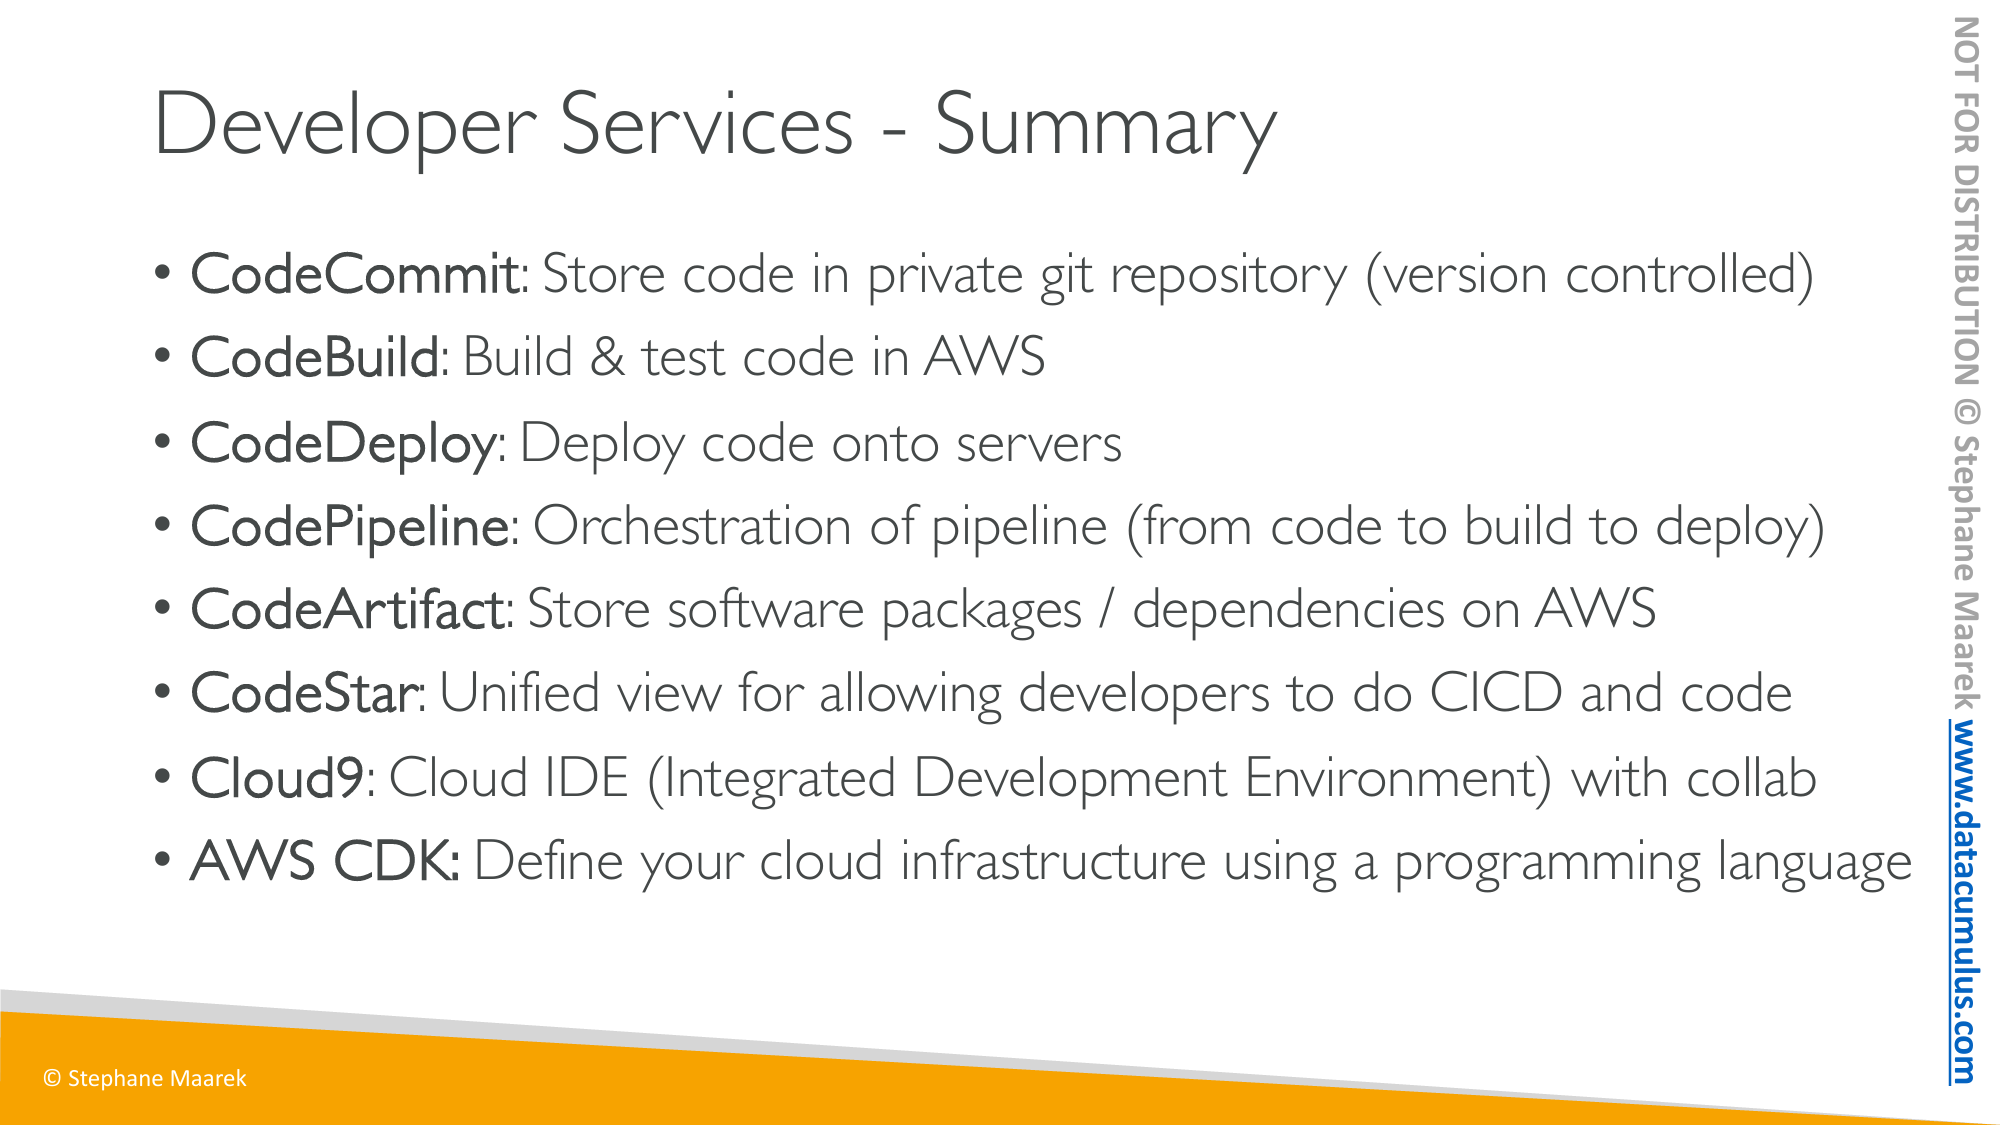 Developer Services - Summary
• CodeCommit: Store code in private git repository (version controlled)
• CodeBuild: Build & test code in AWS
• CodeDeploy: Deploy code onto servers
• CodePipeline: Orchestration of pipeline (from code to build to deploy)
• CodeArtifact: Store software packages / dependencies on AWS
• CodeStar: Unified view for allowing developers to do CICD and code
• Cloud9: Cloud IDE (Integrated Development Environment) with collab
• AWS CDK: Define your cloud infrastructure using a programming language
© Stephane Maarek
NOT FOR DISTRIBUTION © Stephane Maarek www.datacumulus.com